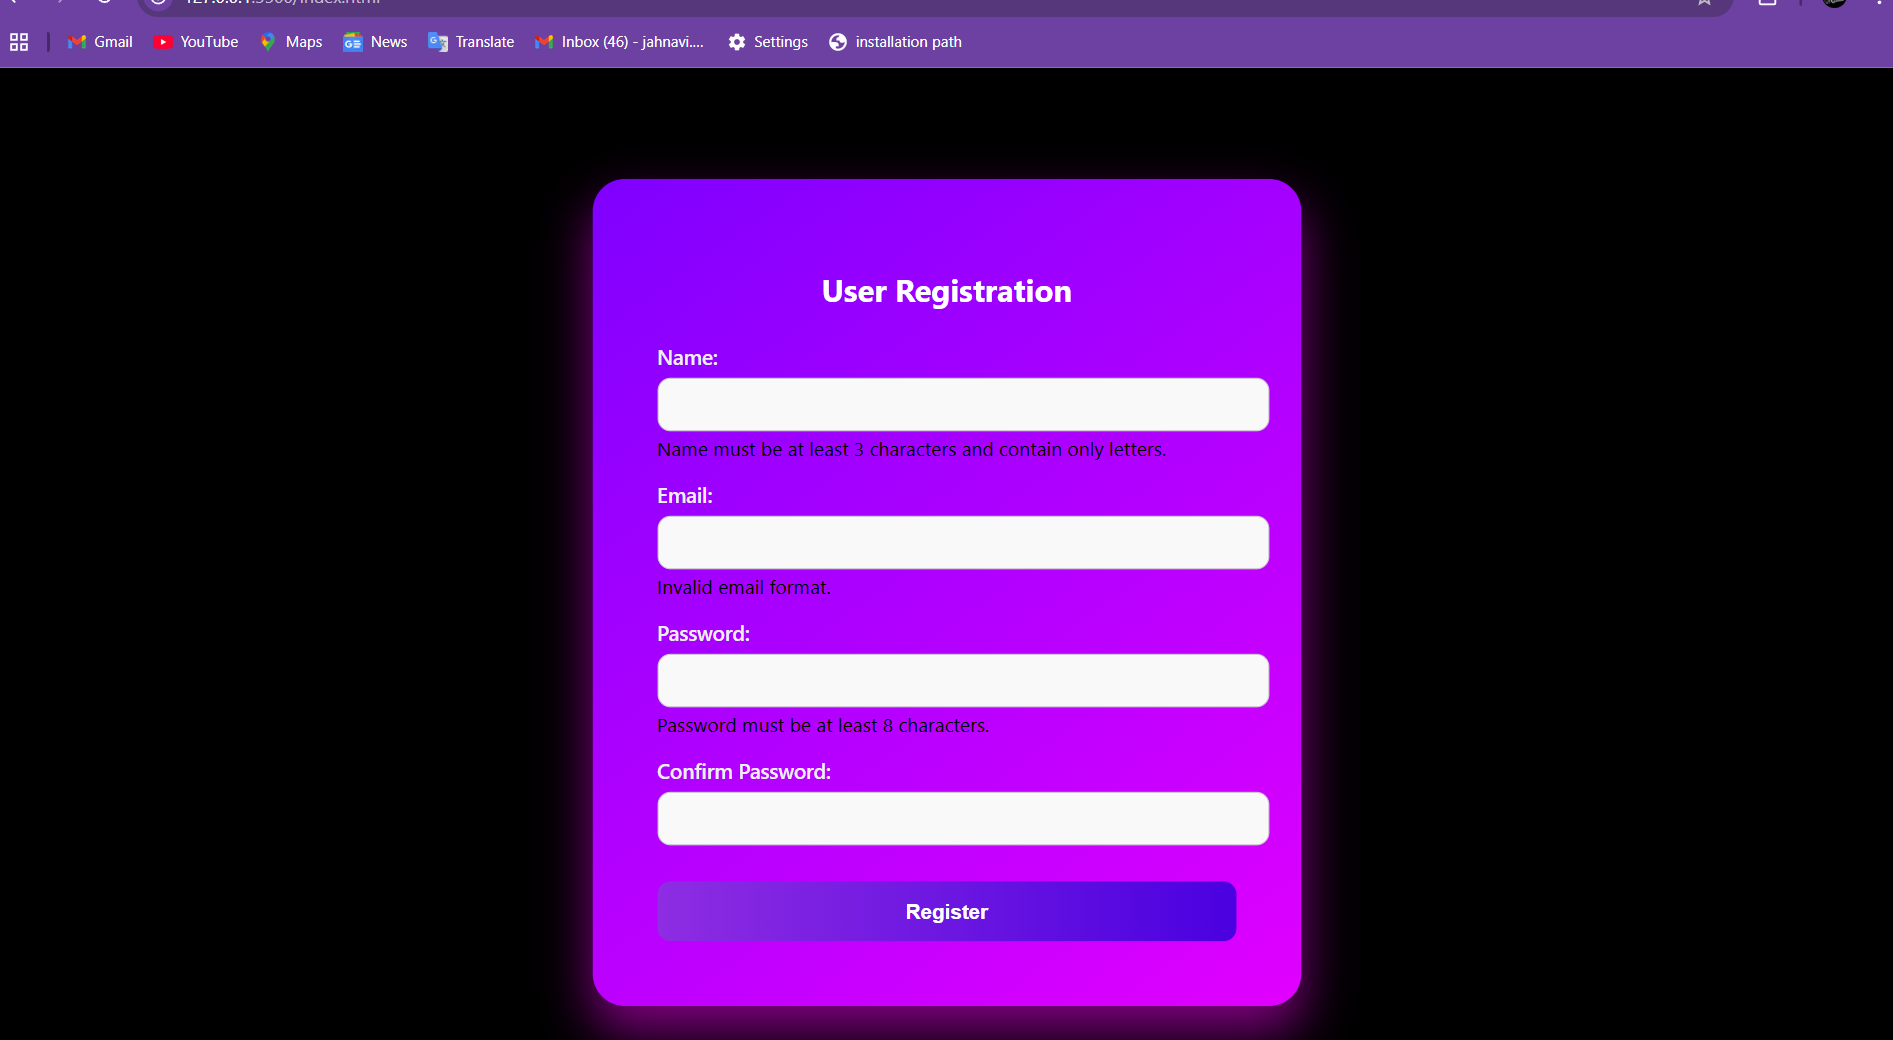 Gmail
YouTube
Maps
News
Translate
Inbox (46) - jahnavi....
Settings
installation path
User Registration
Name:
Name must be at least 3 characters and contain only letters.
Email:
Invalid email format.
Password:
Password must be at least 8 characters.
Confirm Password:
Register